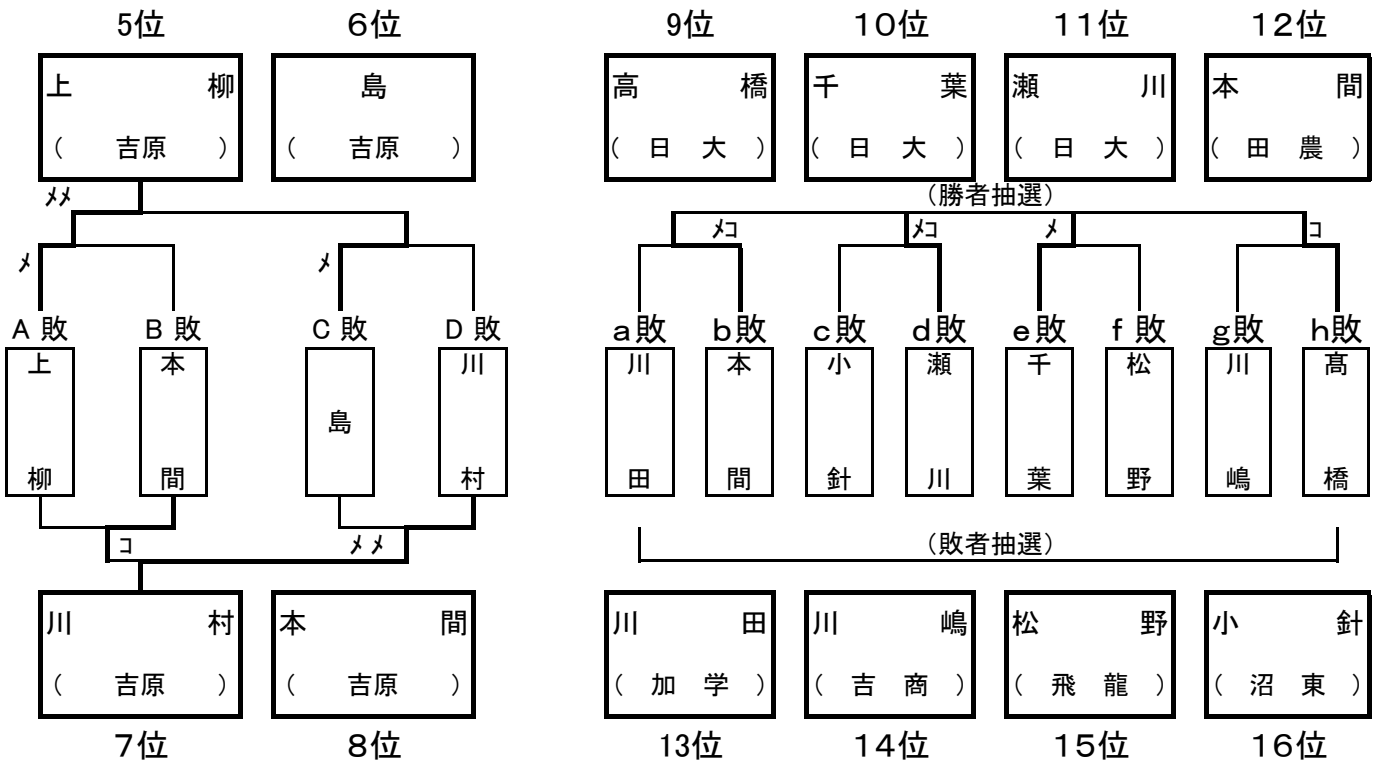 5位 6位 9位 10位 11位 12位
上柳 島 高橋 千葉 瀬川 本間
(吉原) (吉原) (日大) (日大) (日大) (田農)
メメ (勝者抽選)
メコ メコ メ コ
メ メ
A敗 B敗 C敗 D敗 a敗 b敗 c敗 d敗 e敗 f敗 g敗 h敗
上柳 本間 島 川村 川田 本間 小針 瀬川 千葉 松野 川嶋 髙橋
コ メメ (敗者抽選)
川村 本間 川田 川嶋 松野 小針
(吉原) (吉原) (加学) (吉商) (飛龍) (沼東)
7位 8位 13位 14位 15位 16位